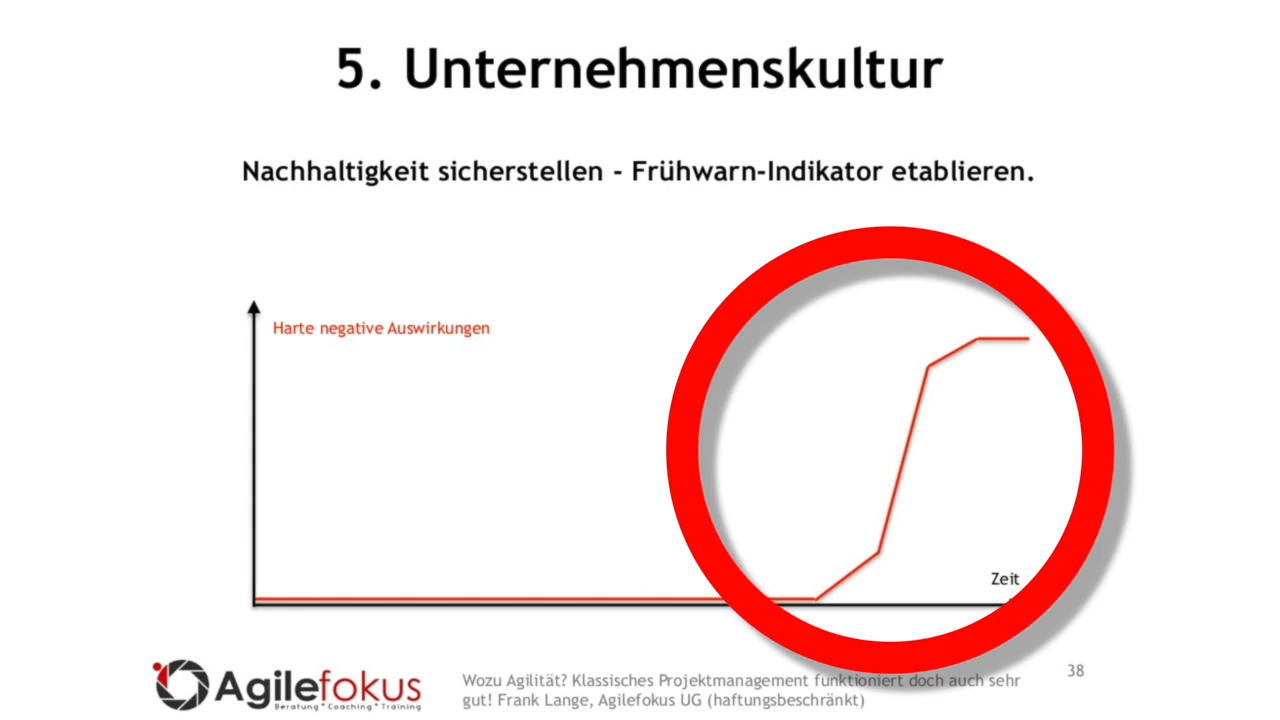 5. Unternehmenskultur
Nachhaltigkeit sicherstellen - Frühwarn-Indikator etablieren.
Harte negative Auswirkungen
Zeit
Agilefokus
Beratung * Coaching * Training
Wozu Agilität? Klassisches Projektmanagement funktioniert doch auch sehr
gut! Frank Lange, Agilefokus UG (haftungsbeschränkt)
38